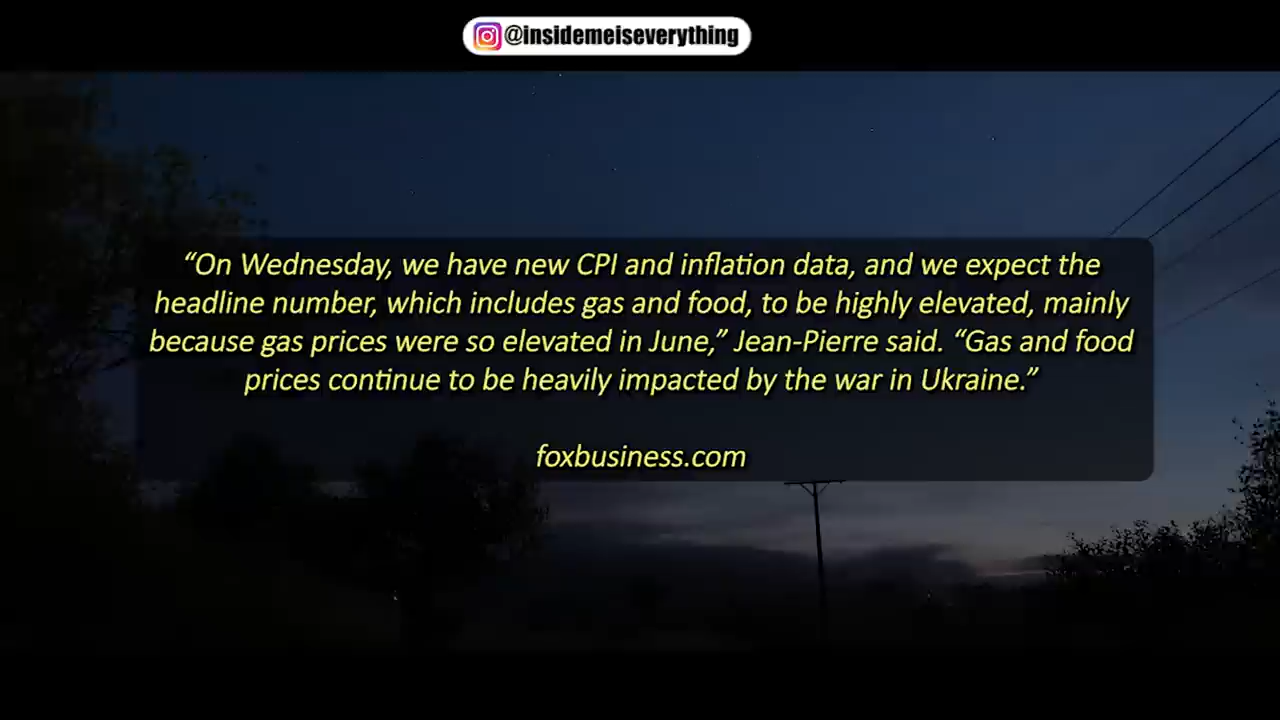 @insidemeiseverything
“On Wednesday, we have new CPI and inflation data, and we expect the
headline number, which includes gas and food, to be highly elevated, mainly
because gas prices were so elevated in June,” Jean-Pierre said. “Gas and food
prices continue to be heavily impacted by the war in Ukraine.”
foxbusiness.com